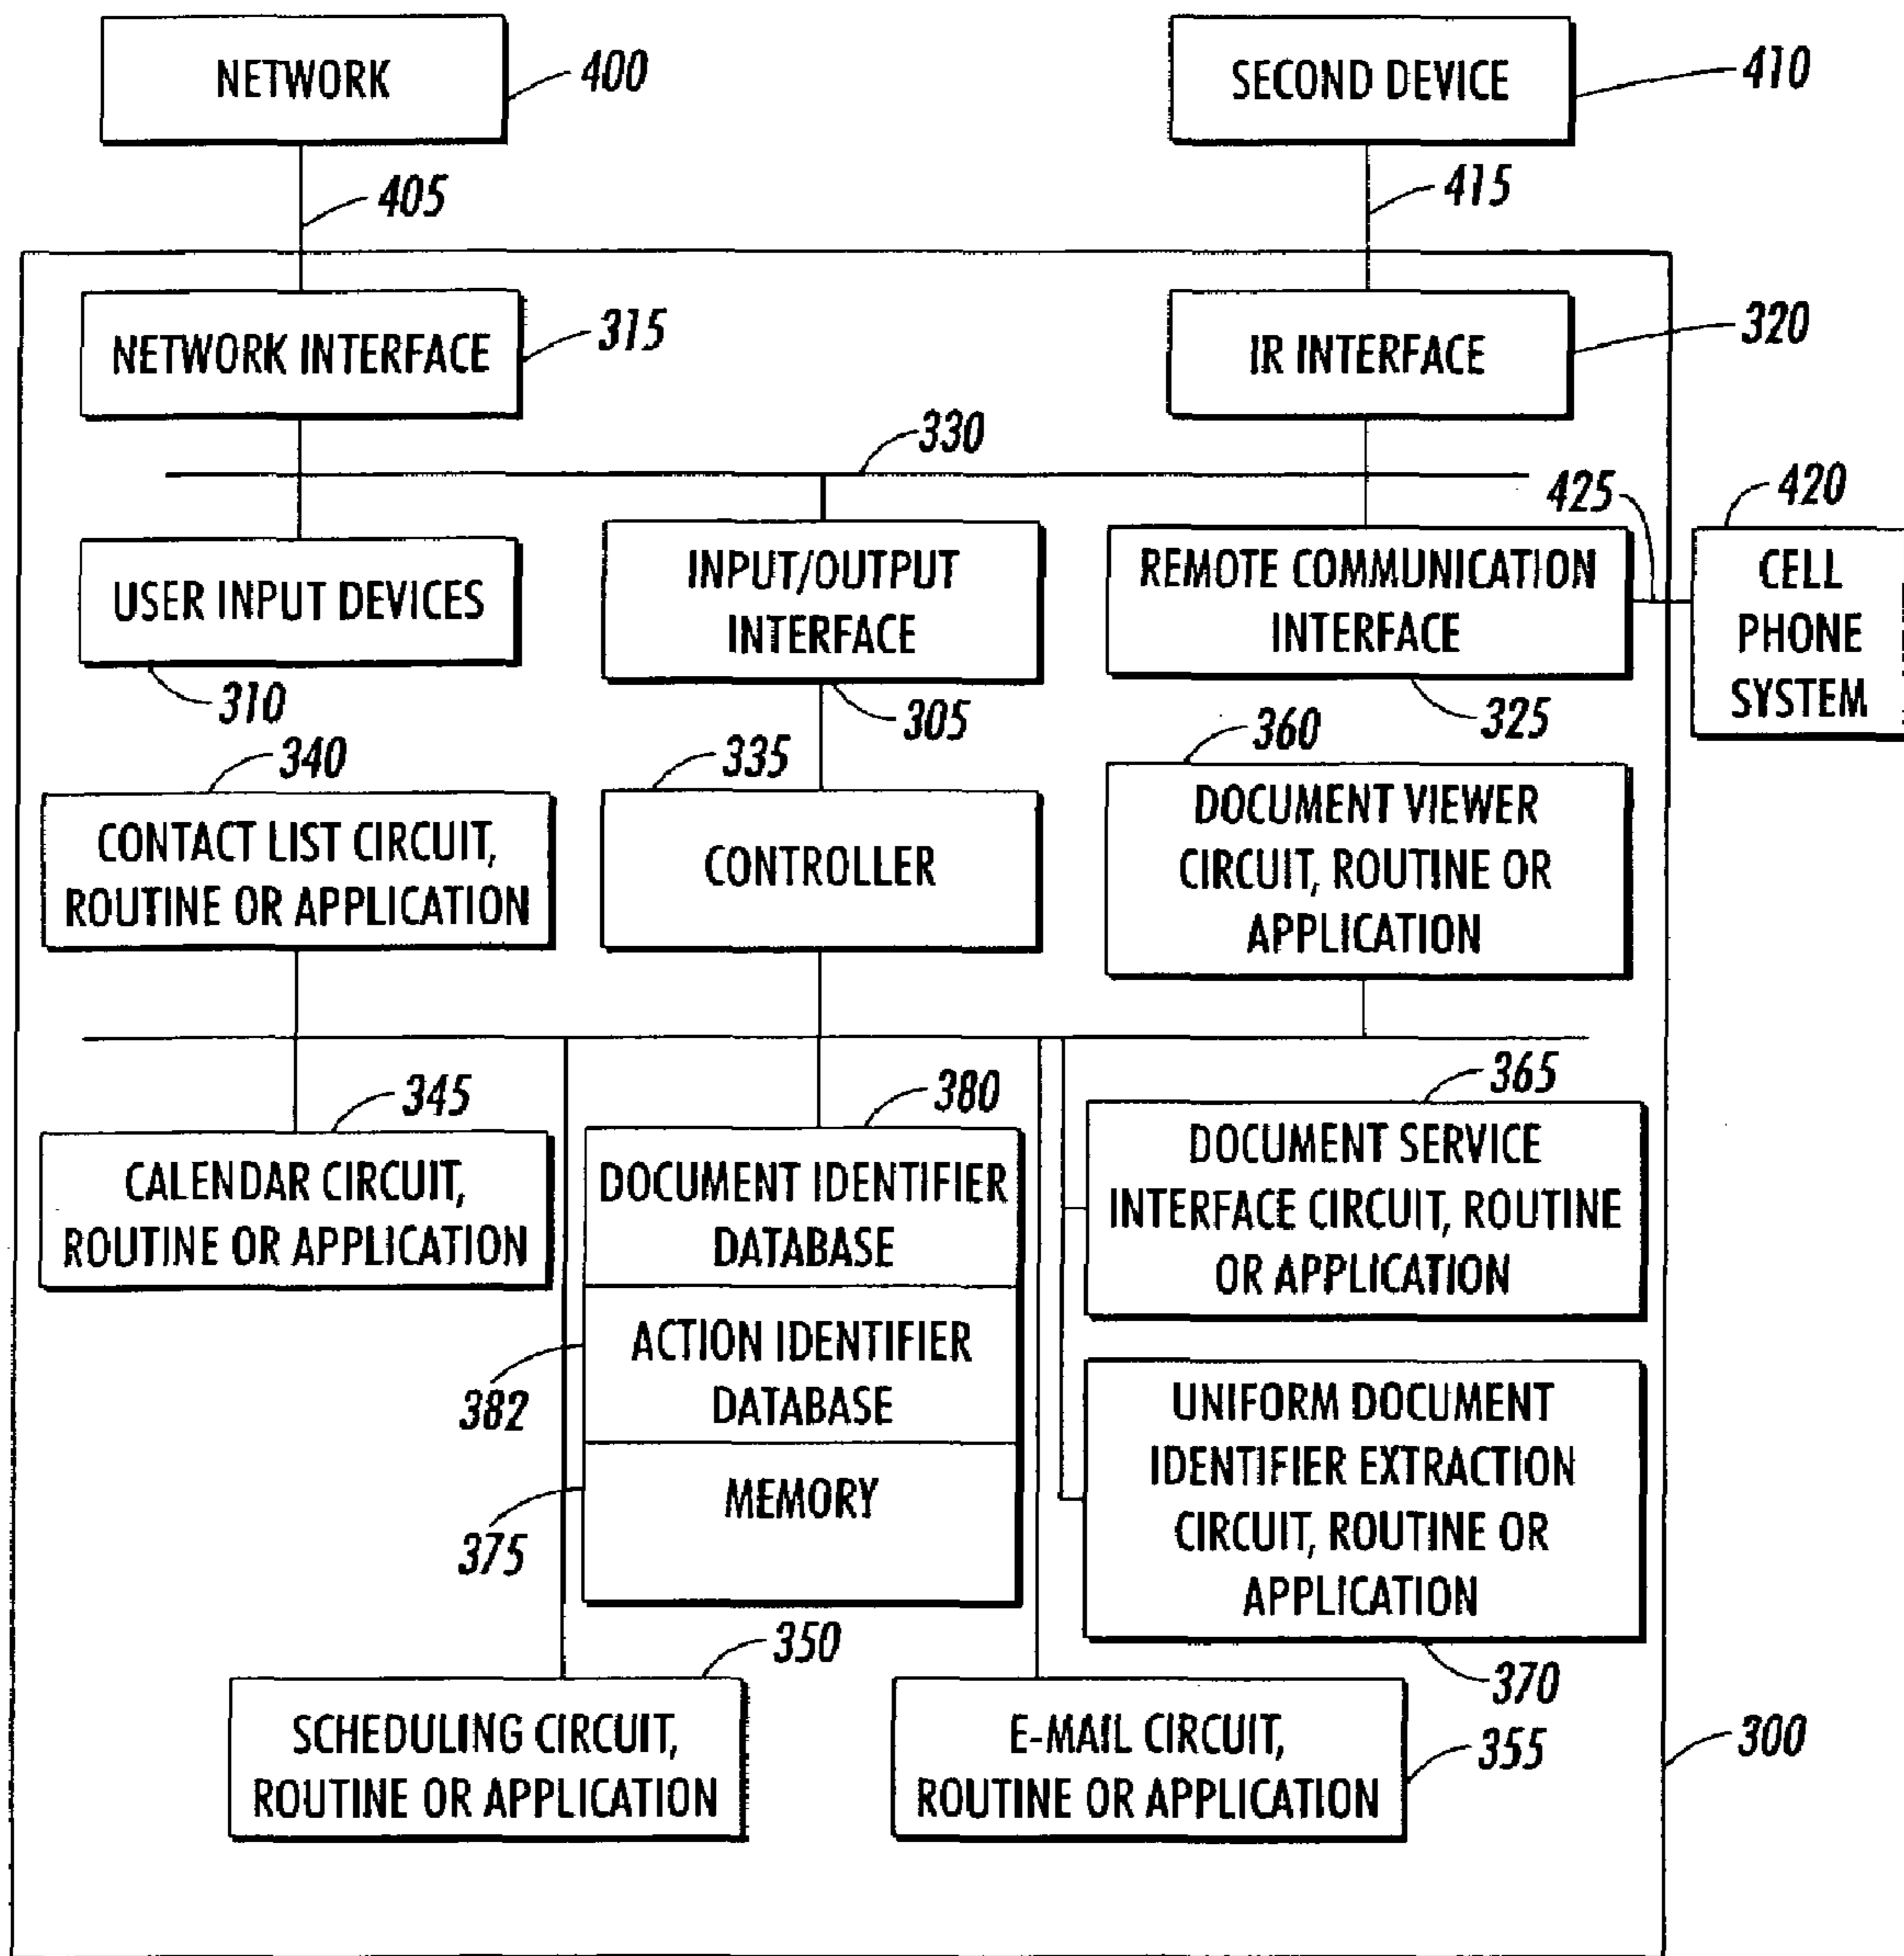 NETWORK
400
SECOND DEVICE
410
405
415
NETWORK INTERFACE
315
IR INTERFACE
320
330
425
420
USER INPUT DEVICES
310
INPUT/OUTPUT
INTERFACE
305
REMOTE COMMUNICATION
INTERFACE
325
CELL
PHONE
SYSTEM
340
335
360
CONTACT LIST CIRCUIT,
ROUTINE OR APPLICATION
CONTROLLER
DOCUMENT VIEWER
CIRCUIT, ROUTINE OR
APPLICATION
345
380
365
CALENDAR CIRCUIT,
ROUTINE OR APPLICATION
DOCUMENT IDENTIFIER
DATABASE
DOCUMENT SERVICE
INTERFACE CIRCUIT, ROUTINE
OR APPLICATION
382
ACTION IDENTIFIER
DATABASE
375
MEMORY
UNIFORM DOCUMENT
IDENTIFIER EXTRACTION
CIRCUIT, ROUTINE OR
APPLICATION
370
350
SCHEDULING CIRCUIT,
ROUTINE OR APPLICATION
E-MAIL CIRCUIT,
ROUTINE OR APPLICATION
355
300